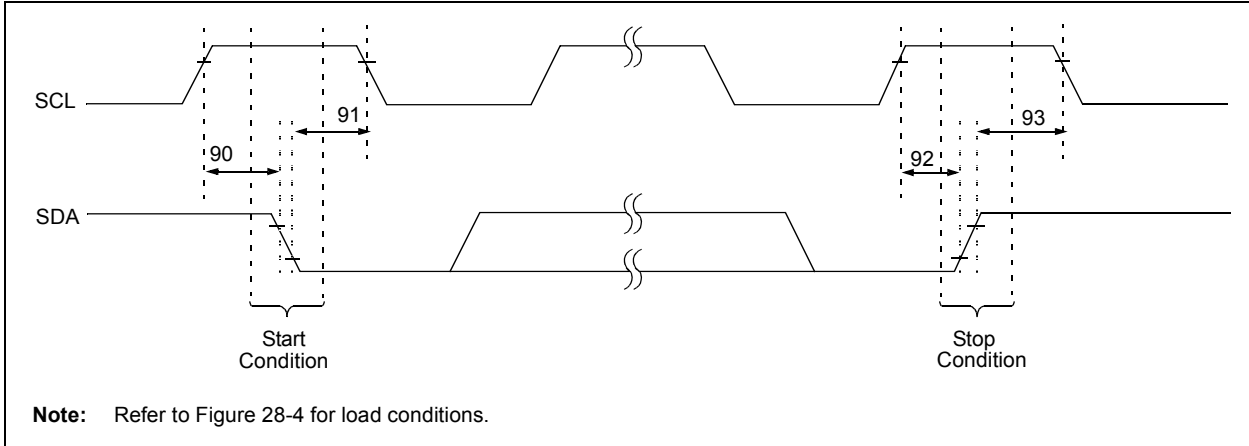 SCL
91
93
90
92
SDA
Start
Condition
Stop
Condition
Note: Refer to Figure 28-4 for load conditions.